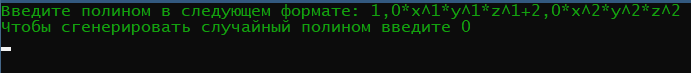 Введите полином в следующем формате: 1,0*x^1*y^1*z^1+2,0*x^2*y^2*z^2
Чтобы сгенерировать случайный полином введите 0